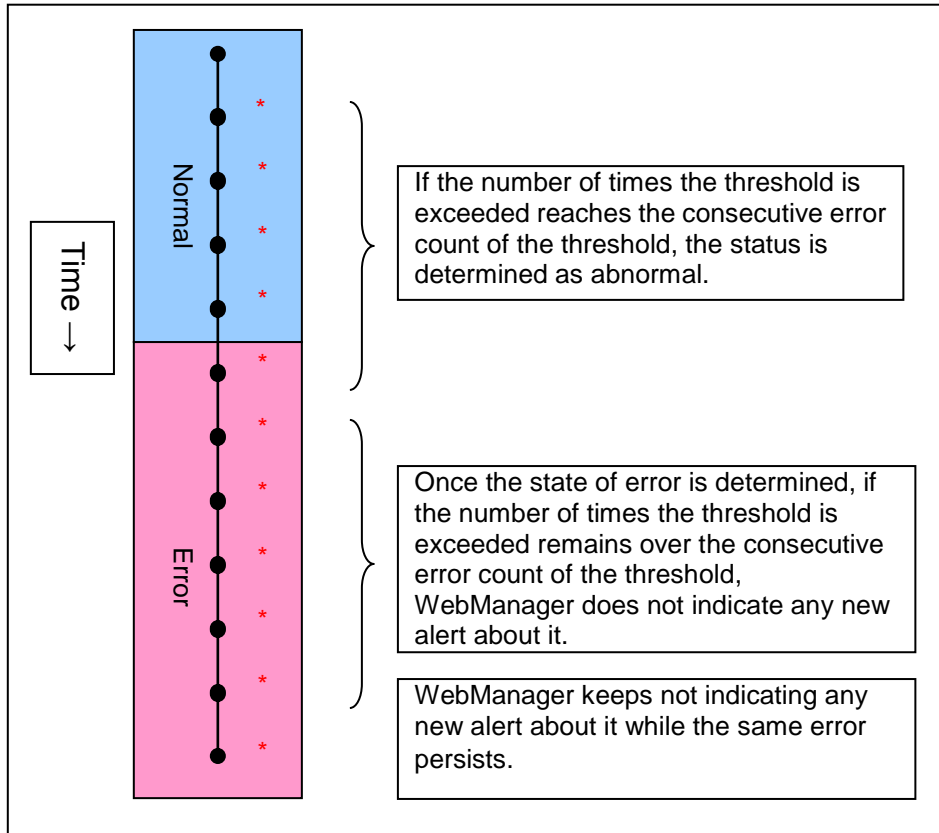 Time →
Normal
*
*
*
*
Error
*
*
*
*
*
*
*
If the number of times the threshold is
exceeded reaches the consecutive error
count of the threshold, the status is
determined as abnormal.
Once the state of error is determined, if
the number of times the threshold is
exceeded remains over the consecutive
error count of the threshold,
WebManager does not indicate any new
alert about it.
WebManager keeps not indicating any
new alert about it while the same error
persists.